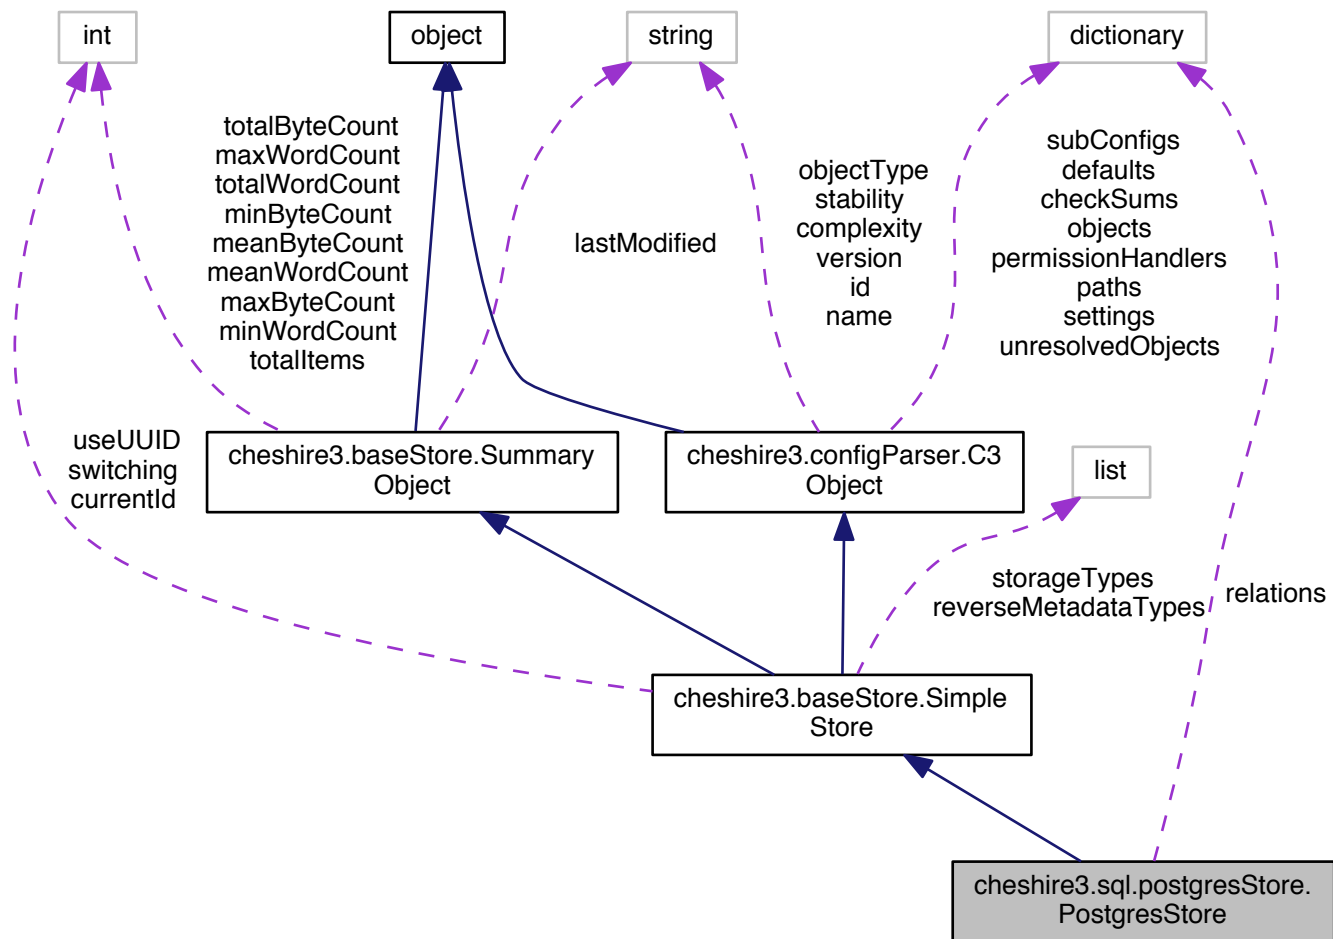 int
object
string
dictionary
totalByteCount
maxWordCount
totalWordCount
minByteCount
meanByteCount
meanWordCount
maxByteCount
minWordCount
totalItems
lastModified
objectType
stability
complexity
version
id
name
subConfigs
defaults
checkSums
objects
permissionHandlers
paths
settings
unresolvedObjects
useUUID
switching
currentId
cheshire3.baseStore.Summary
Object
cheshire3.configParser.C3
Object
list
storageTypes
reverseMetadataTypes
relations
cheshire3.baseStore.Simple
Store
cheshire3.sql.postgresStore.
PostgresStore